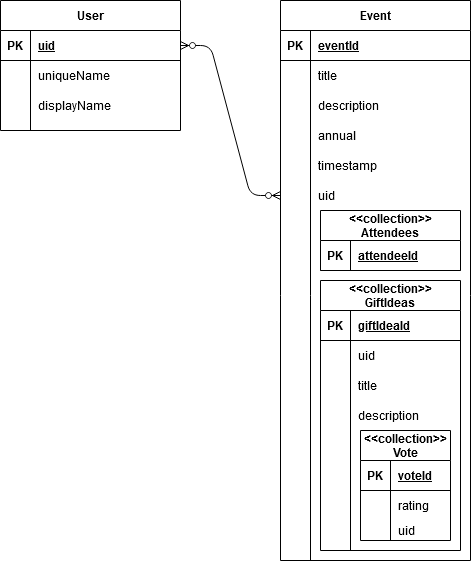 User
PK uid
uniqueName
displayName
Event
PK eventId
title
description
annual
timestamp
uid
<<collection>>
Attendees
PK attendeeId
<<collection>>
GiftIdeas
PK giftIdeaId
uid
title
description
<<collection>>
Vote
PK voteId
rating
uid